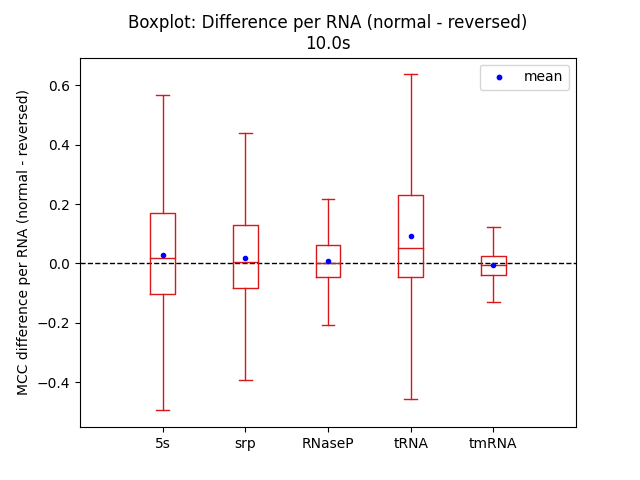 Boxplot: Difference per RNA (normal - reversed)
10.0s
mean
MCC difference per RNA (normal - reversed)
0.6
0.4
0.2
0.0
−0.2
−0.4
5s srp RNaseP tRNA tmRNA